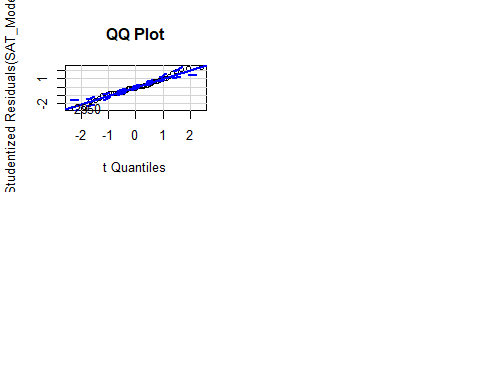 QQ Plot
Studentized Residuals(SAT_Mode
1
-2
-2 -1 0 1 2
t Quantiles